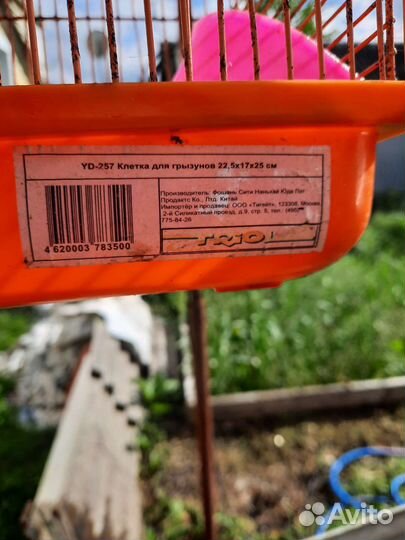 YD-257 Клетка для грызунов 22,5x17x25 см
Производитель: Фошань Сити Наньхай Юда Пет
Продактс Ко., Лтд. Китай
Импортёр и продавец: ООО «Тигейл», 123308, Москва,
2-й Силикатный проезд, д.9, стр. 5, тел. (495)
775-84-26
4 620003 783500
TRIOL
Avito